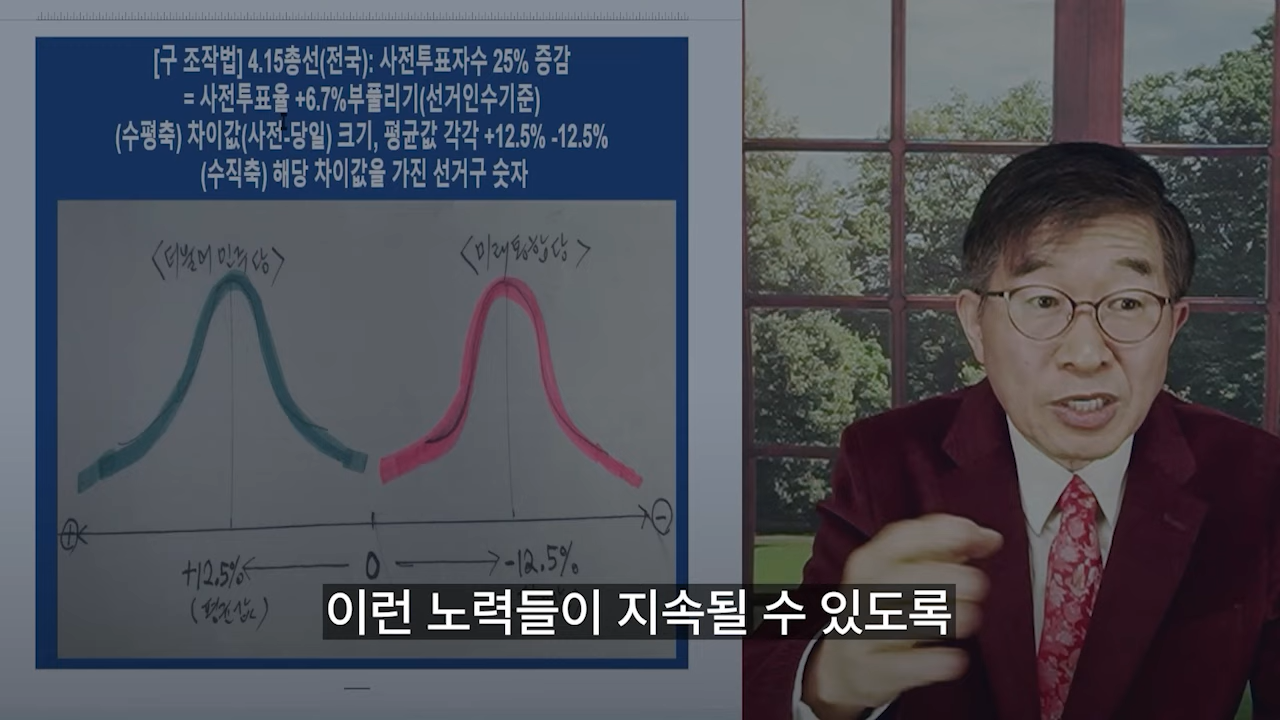 [구 조작법] 4.15총선(전국): 사전투표자수 25% 증감
= 사전투표율 +6.7%부풀리기(선거인수기준)
(수평축) 차이값(사전-당일) 크기, 평균값 각각 +12.5% -12.5%
(수직축) 해당 차이값을 가진 선거구 숫자
<더불어민주당> <미래통합당>
+ -
+12.5% 0 -12.5%
(평균값)
이런 노력들이 지속될 수 있도록